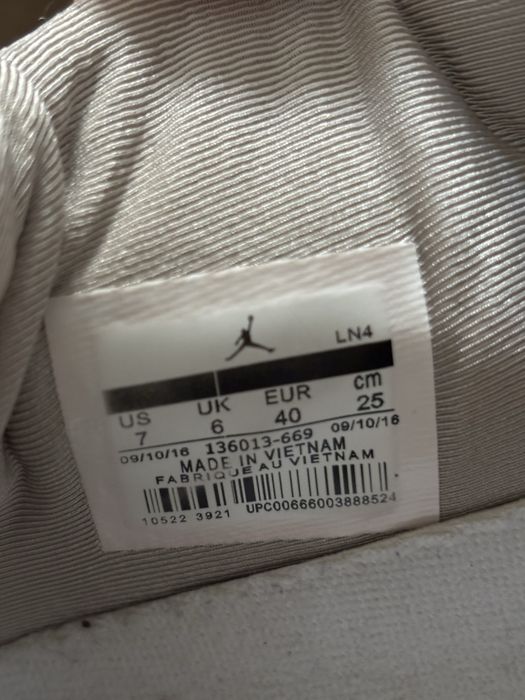 LN4
US UK EUR cm
7 6 40 25
09/10/16 136013-669 09/10/16
MADE IN VIETNAM
FABRIQUE AU VIETNAM
10522 3921 UPC00666003888524